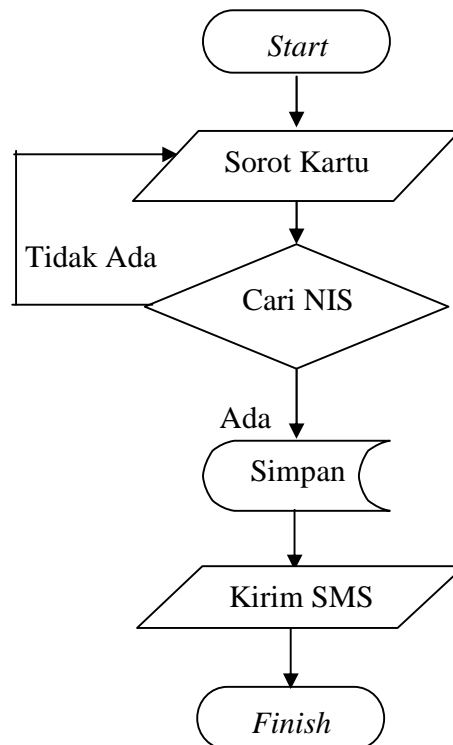 Start
Sorot Kartu
Tidak Ada
Cari NIS
Ada
Simpan
Kirim SMS
Finish